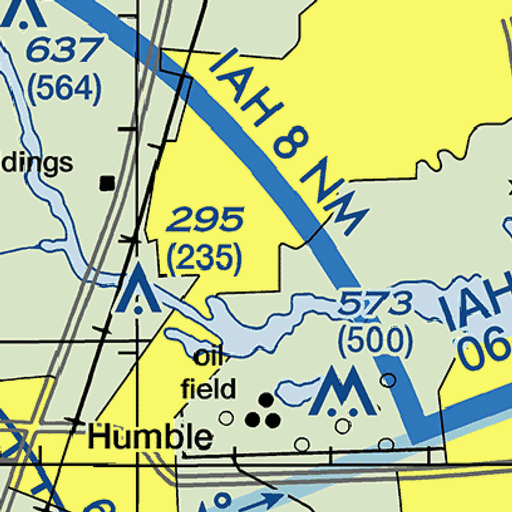 637
(564)
IAH 8 NM
dings
295
(235)
573
(500)
IAH
06
oil
field
Humble